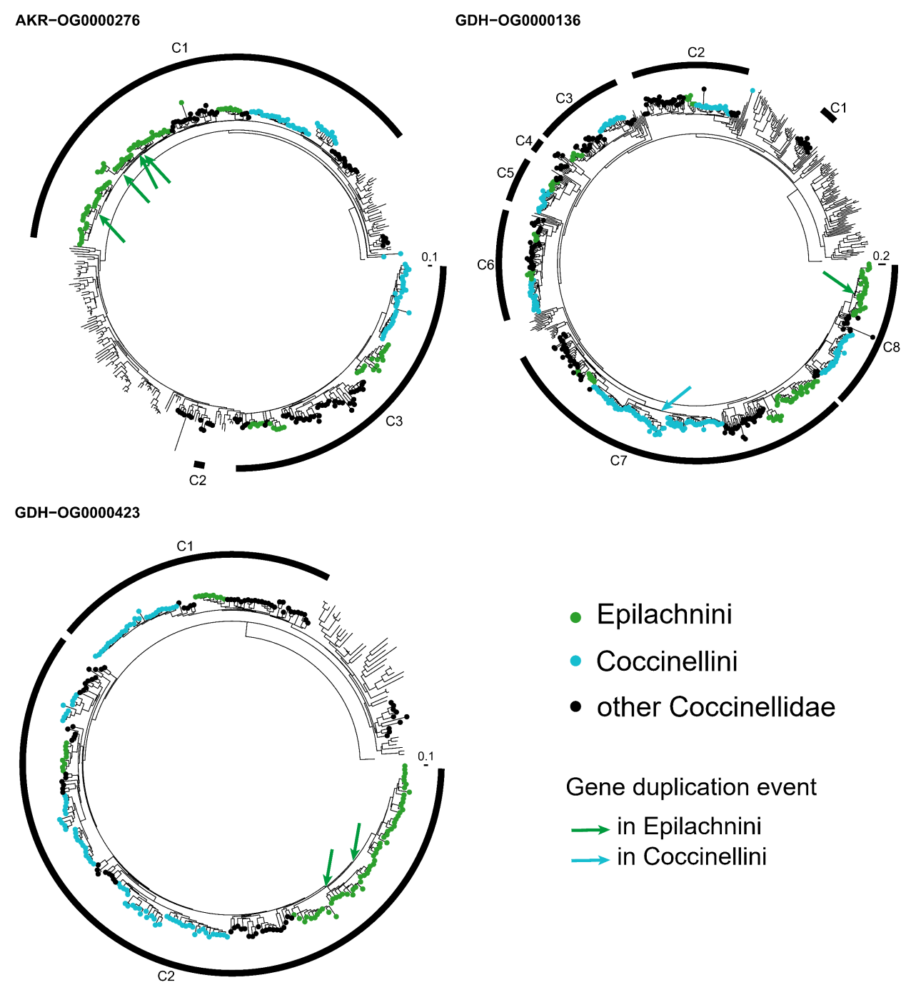 AKR−OG0000276
C1
0.1
C3
C2
GDH−OG0000136
C2
C3
C1
C4
C5
C6
0.2
C8
C7
GDH−OG0000423
C1
0.1
C2
Epilachnini
Coccinellini
other Coccinellidae
Gene duplication event
in Epilachnini
in Coccinellini